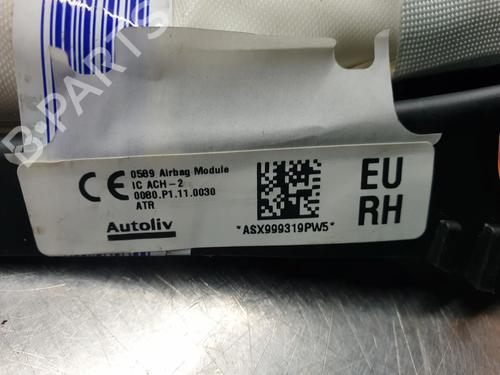 B-PARTS
CE 0589 Airbag Module
IC ACH-2
0080.P1.11.0030
ATR
Autoliv
*ASX999319PW5*
EU
RH